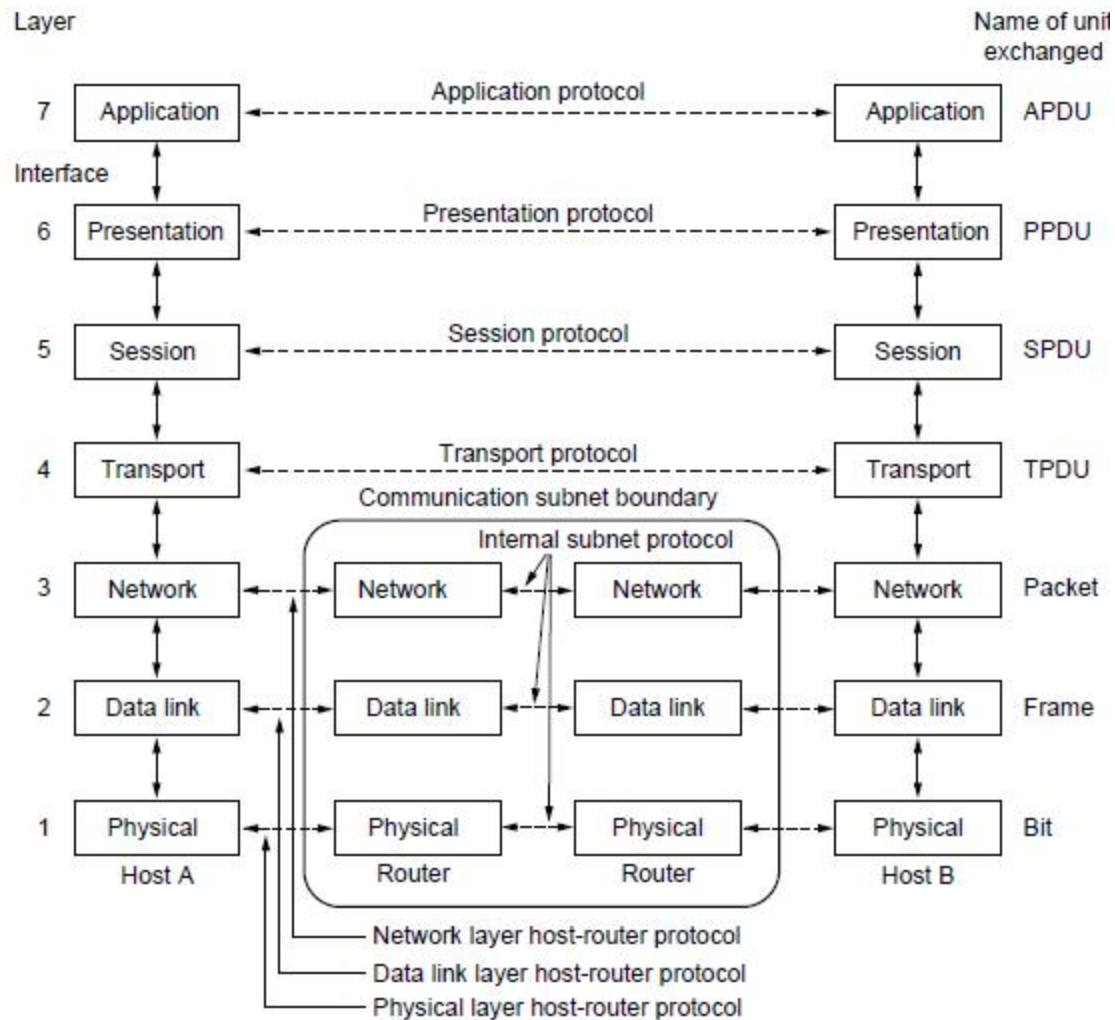 Layer
Name of unit
exchanged
Application protocol
7 Application Application APDU
Interface
Presentation protocol
6 Presentation Presentation PPDU
Session protocol
5 Session Session SPDU
Transport protocol
4 Transport Transport TPDU
Communication subnet boundary
Internal subnet protocol
3 Network Network Network Network Packet
2 Data link Data link Data link Data link Frame
1 Physical Physical Physical Physical Bit
Host A Router Router Host B
Network layer host-router protocol
Data link layer host-router protocol
Physical layer host-router protocol